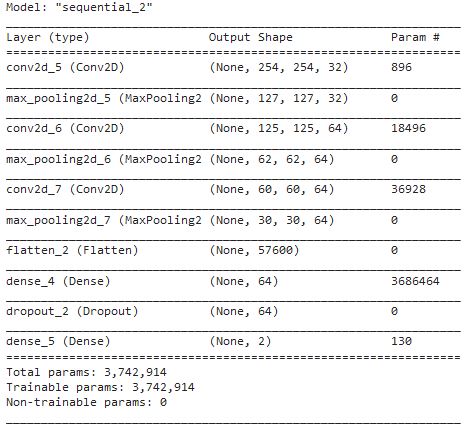 Model: "sequential_2"
Layer (type) Output Shape Param #
conv2d_5 (Conv2D) (None, 254, 254, 32) 896
max_pooling2d_5 (MaxPooling2 (None, 127, 127, 32) 0
conv2d_6 (Conv2D) (None, 125, 125, 64) 18496
max_pooling2d_6 (MaxPooling2 (None, 62, 62, 64) 0
conv2d_7 (Conv2D) (None, 60, 60, 64) 36928
max_pooling2d_7 (MaxPooling2 (None, 30, 30, 64) 0
flatten_2 (Flatten) (None, 57600) 0
dense_4 (Dense) (None, 64) 3686464
dropout_2 (Dropout) (None, 64) 0
dense_5 (Dense) (None, 2) 130
Total params: 3,742,914
Trainable params: 3,742,914
Non-trainable params: 0